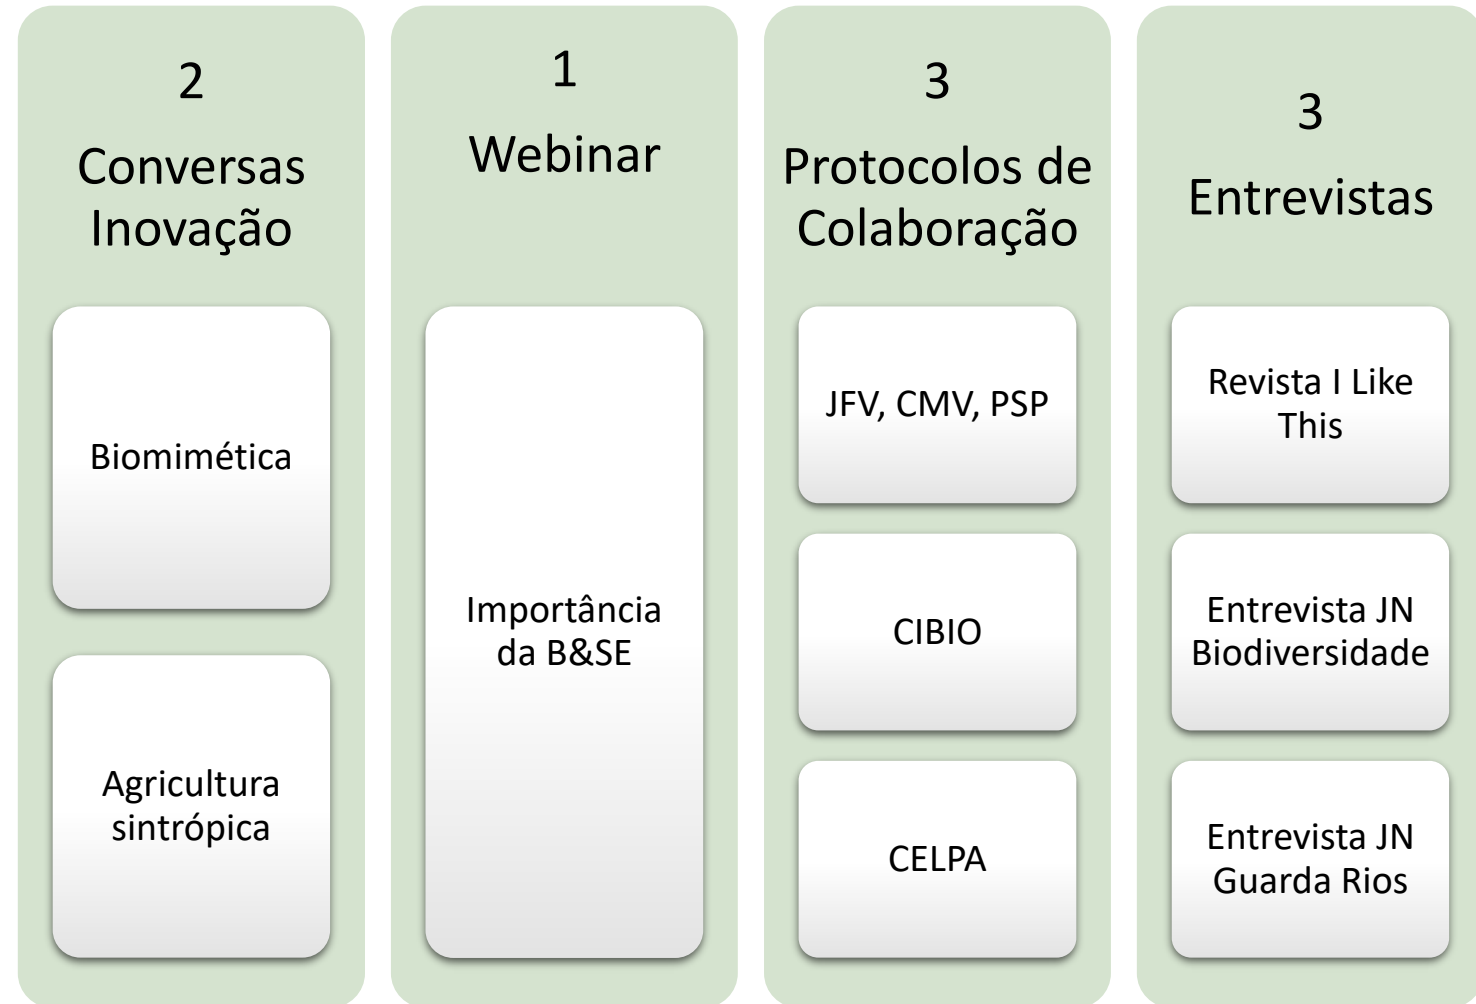 2
Conversas
Inovação
Biomimética
Agricultura
sintrópica
1
Webinar
Importância
da B&SE
3
Protocolos de
Colaboração
JFV, CMV, PSP
CIBIO
CELPA
3
Entrevistas
Revista I Like
This
Entrevista JN
Biodiversidade
Entrevista JN
Guarda Rios